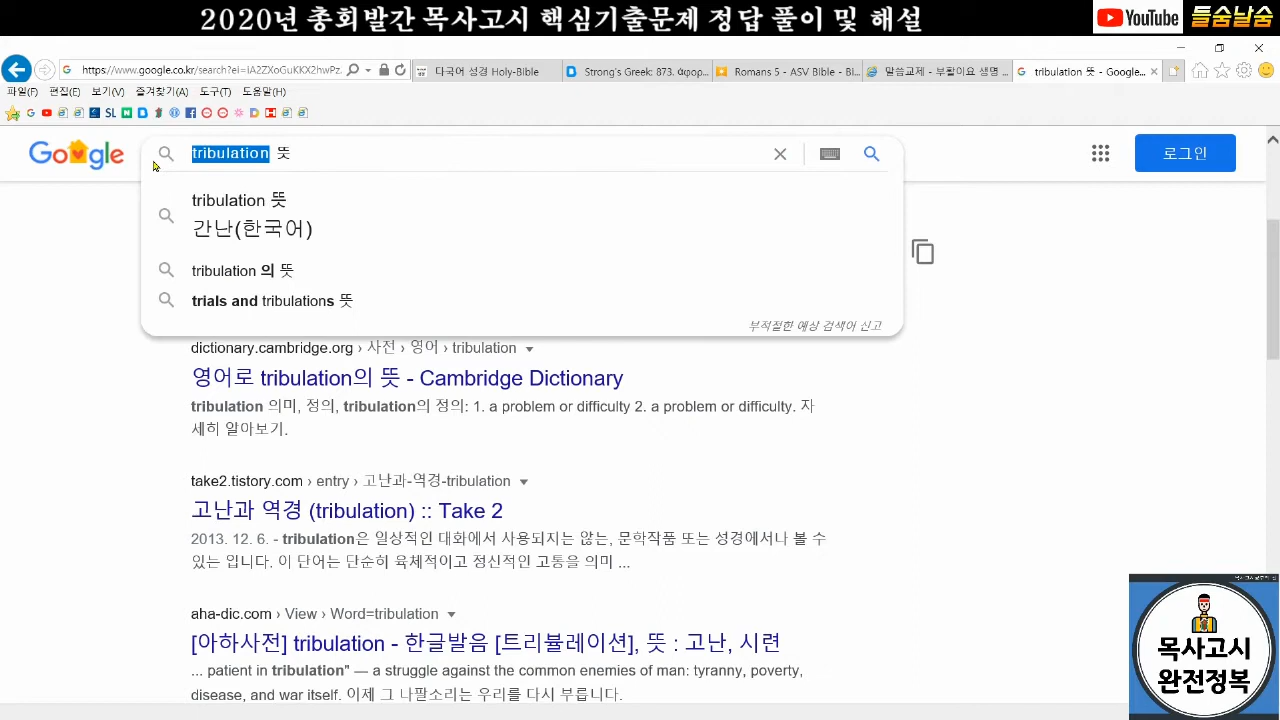 2020년 총회발간 목사고시 핵심기출문제 정답 풀이 및 해설
YouTube 들숨날숨
https://www.google.co.kr/search?ei=IA2ZXoGuKKX2hwPz
다국어 성경 Holy-Bible
Strong's Greek: 873. ἀφορ...
Romans 5 - ASV Bible - Bl...
말씀교제 - 부활이요 생명 ...
tribulation 뜻 - Google...
파일(F) 편집(E) 보기(V) 즐겨찾기(A) 도구(T) 도움말(H)
SL
Google
tribulation 뜻
로그인
tribulation 뜻
간난(한국어)
tribulation 의 뜻
trials and tribulations 뜻
부적절한 예상 검색어 신고
dictionary.cambridge.org › 사전 › 영어 › tribulation
영어로 tribulation의 뜻 - Cambridge Dictionary
tribulation 의미, 정의, tribulation의 정의: 1. a problem or difficulty 2. a problem or difficulty. 자
세히 알아보기.
take2.tistory.com › entry › 고난과-역경-tribulation
고난과 역경 (tribulation) :: Take 2
2013. 12. 6. - tribulation은 일상적인 대화에서 사용되지는 않는, 문학작품 또는 성경에서나 볼 수
있는 입니다. 이 단어는 단순히 육체적이고 정신적인 고통을 의미 ...
aha-dic.com › View › Word=tribulation
[아하사전] tribulation - 한글발음 [트리뷸레이션], 뜻 : 고난, 시련
... patient in tribulation" — a struggle against the common enemies of man: tyranny, poverty,
disease, and war itself. 이제 그 나팔소리는 우리를 다시 부릅니다.
목사고시
완전정복